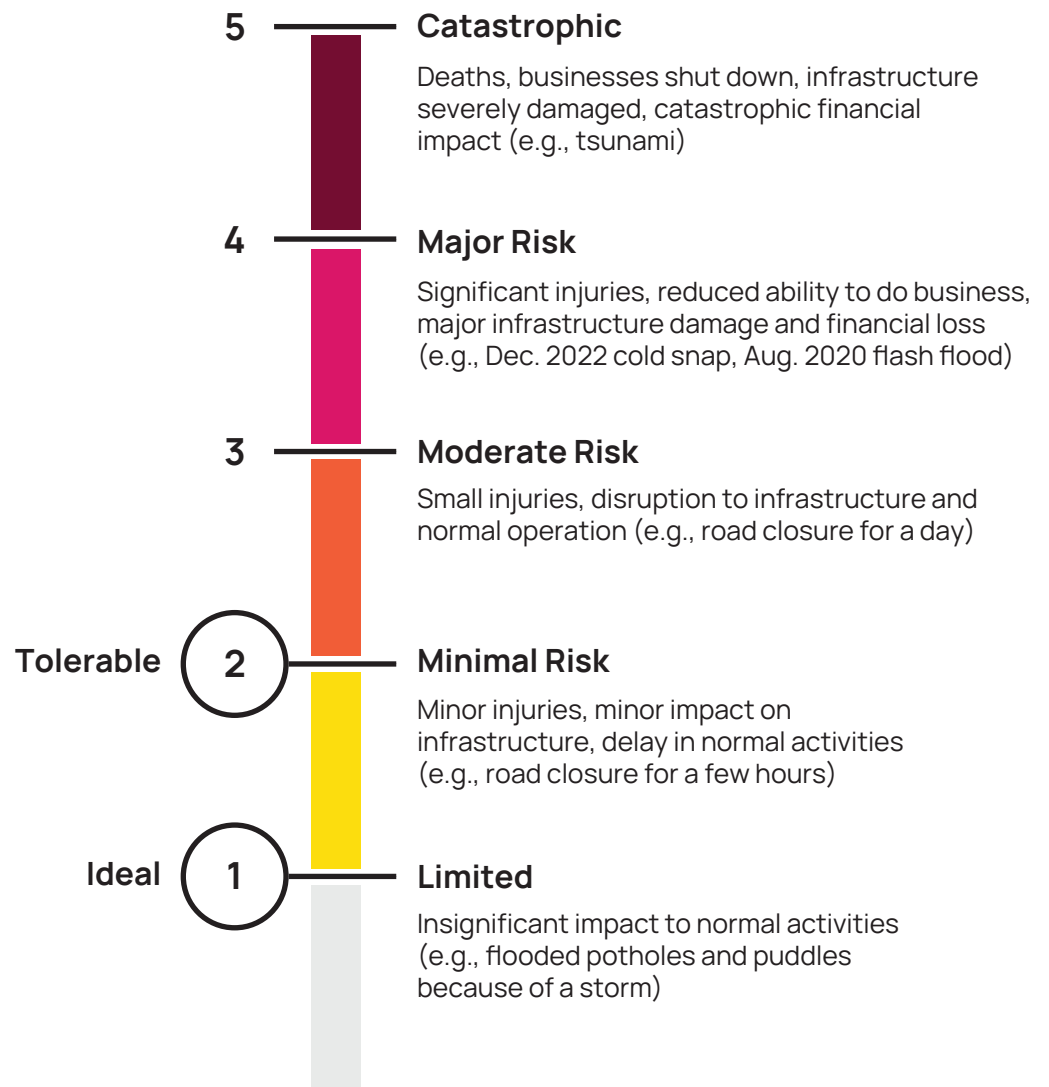 5 Catastrophic
Deaths, businesses shut down, infrastructure
severely damaged, catastrophic financial
impact (e.g., tsunami)
4 Major Risk
Significant injuries, reduced ability to do business,
major infrastructure damage and financial loss
(e.g., Dec. 2022 cold snap, Aug. 2020 flash flood)
3 Moderate Risk
Small injuries, disruption to infrastructure and
normal operation (e.g., road closure for a day)
Tolerable 2 Minimal Risk
Minor injuries, minor impact on
infrastructure, delay in normal activities
(e.g., road closure for a few hours)
Ideal 1 Limited
Insignificant impact to normal activities
(e.g., flooded potholes and puddles
because of a storm)